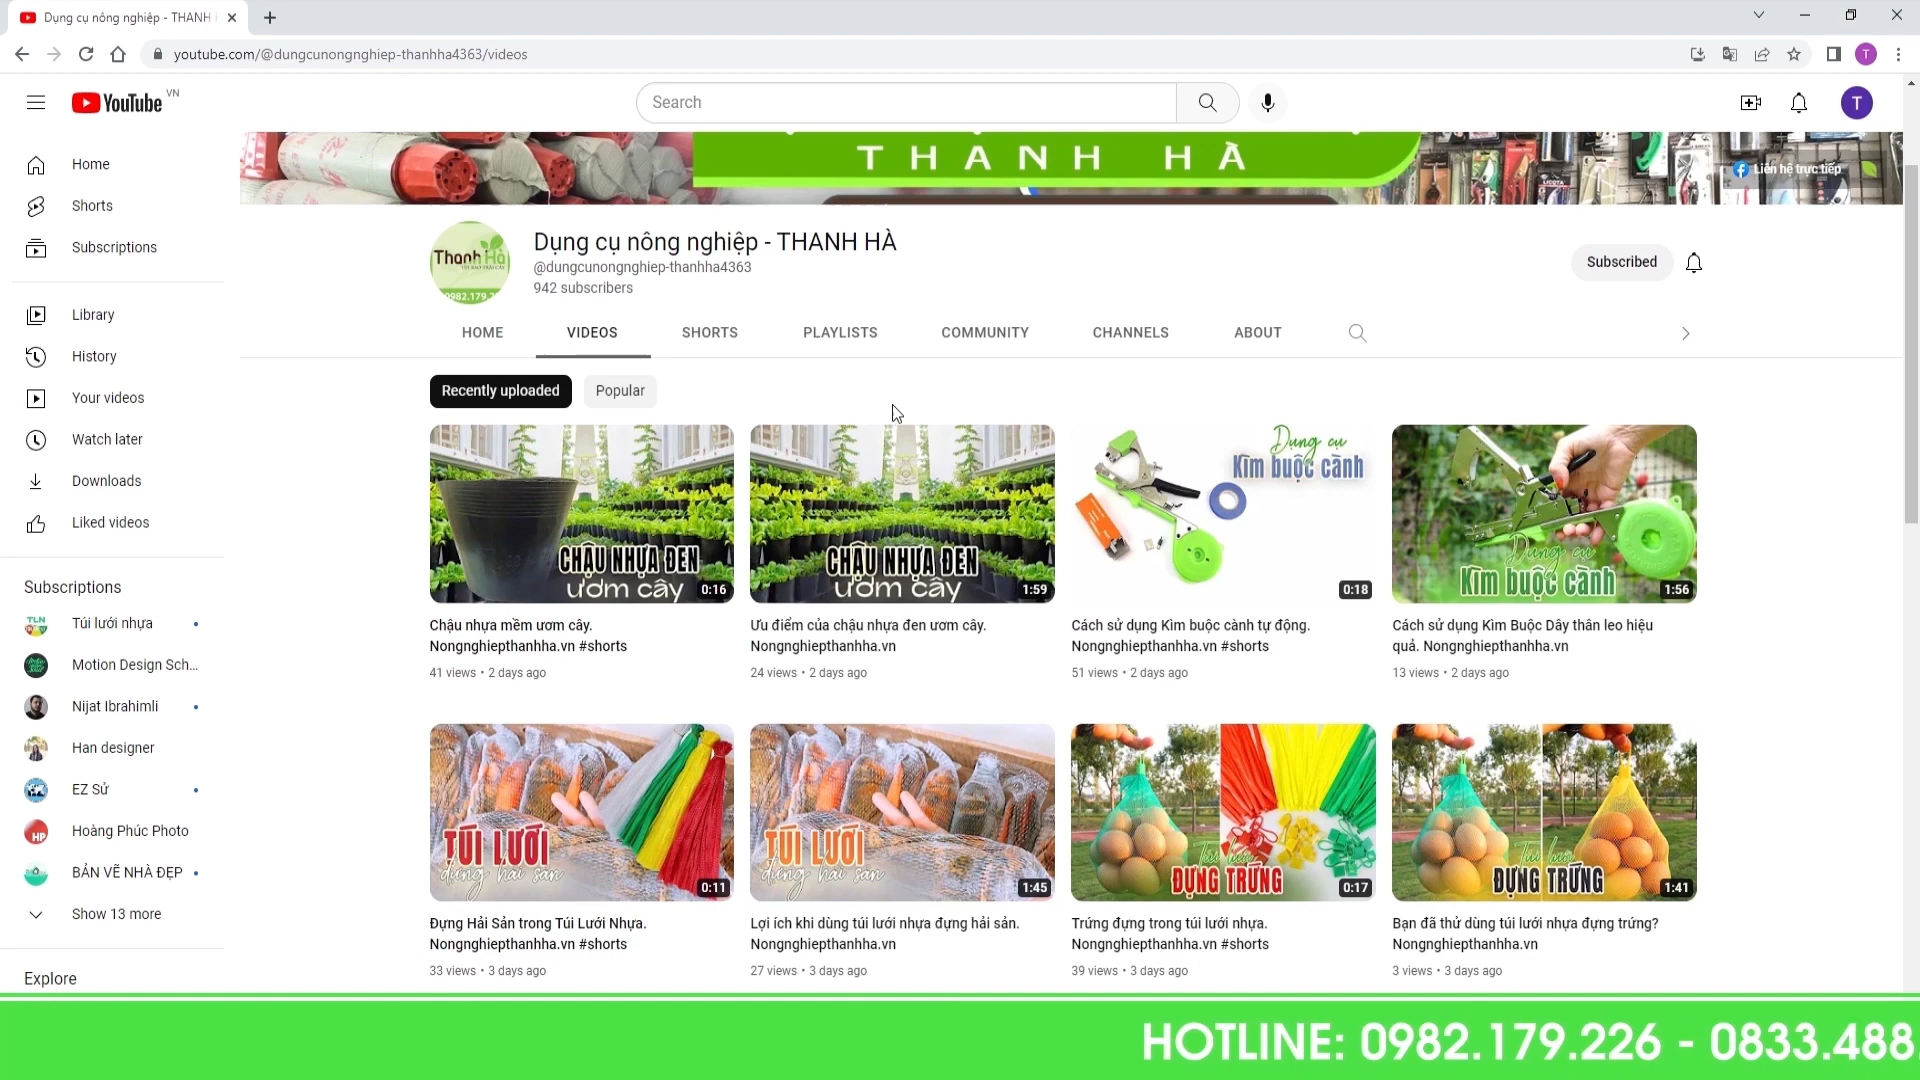 Dụng cụ nông nghiệp - THANH H
youtube.com/@dungcunongnghiep-thanhha4363/videos
T
YouTube VN
Search
T
THANH HÀ
Liên hệ trực tiếp
Home
Shorts
Subscriptions
Library
History
Your videos
Watch later
Downloads
Liked videos
Subscriptions
Túi lưới nhựa
Motion Design Sch...
Nijat Ibrahimli
Han designer
EZ Sử
Hoàng Phúc Photo
BẢN VẼ NHÀ ĐẸP
Show 13 more
Explore
Thanh Hà
0982.179.2
Dụng cụ nông nghiệp - THANH HÀ
@dungcunongnghiep-thanhha4363
942 subscribers
Subscribed
HOME VIDEOS SHORTS PLAYLISTS COMMUNITY CHANNELS ABOUT
Recently uploaded Popular
CHẬU NHỰA ĐEN
ươm cây
0:16
Chậu nhựa mềm ươm cây.
Nongnghiepthanhha.vn #shorts
41 views • 2 days ago
CHẬU NHỰA ĐEN
ươm cây
1:59
Ưu điểm của chậu nhựa đen ươm cây.
Nongnghiepthanhha.vn
24 views • 2 days ago
Dụng cụ
Kìm buộc cành
0:18
Cách sử dụng Kìm buộc cành tự động.
Nongnghiepthanhha.vn #shorts
51 views • 2 days ago
Dụng cụ
Kìm buộc cành
1:56
Cách sử dụng Kìm Buộc Dây thân leo hiệu
quả. Nongnghiepthanhha.vn
13 views • 2 days ago
TÚI LƯỚI
đựng hải sản
0:11
Đựng Hải Sản trong Túi Lưới Nhựa.
Nongnghiepthanhha.vn #shorts
33 views • 3 days ago
TÚI LƯỚI
đựng hải sản
1:45
Lợi ích khi dùng túi lưới nhựa đựng hải sản.
Nongnghiepthanhha.vn
27 views • 3 days ago
Túi lưới
ĐỰNG TRỨNG
0:17
Trứng đựng trong túi lưới nhựa.
Nongnghiepthanhha.vn #shorts
39 views • 3 days ago
Túi lưới
ĐỰNG TRỨNG
1:41
Bạn đã thử dùng túi lưới nhựa đựng trứng?
Nongnghiepthanhha.vn
3 views • 3 days ago
HOTLINE: 0982.179.226 - 0833.488.